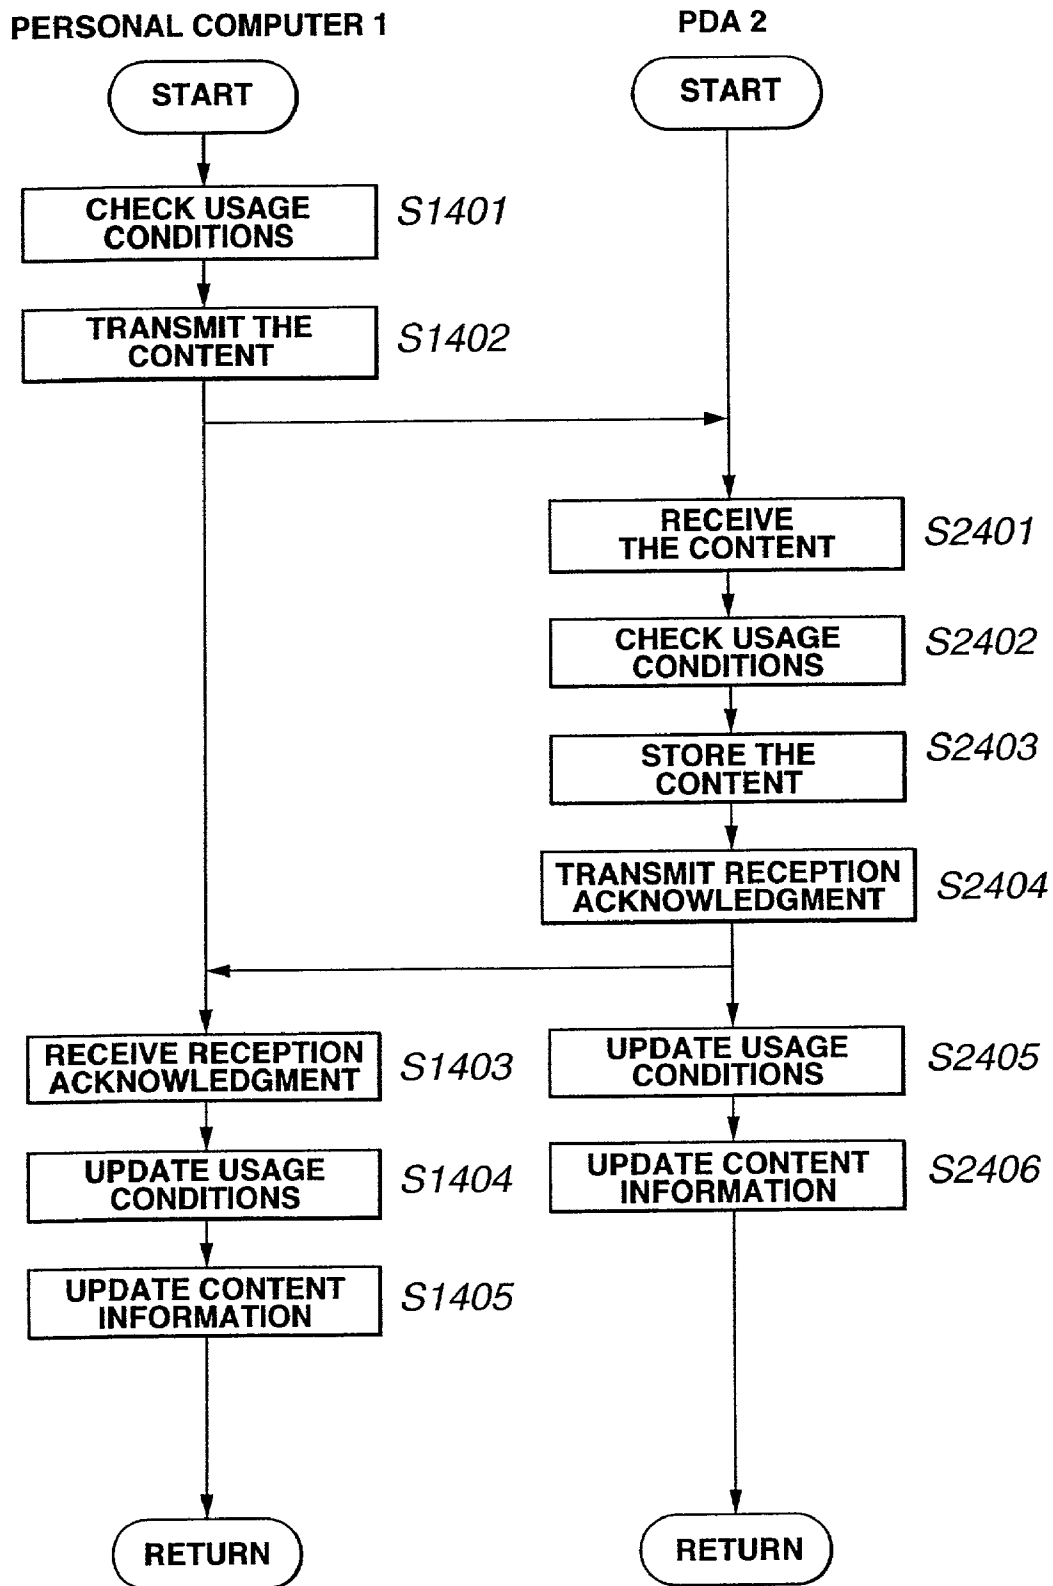 PERSONAL COMPUTER 1
PDA 2
START
START
CHECK USAGE
CONDITIONS
S1401
TRANSMIT THE
CONTENT
S1402
RECEIVE
THE CONTENT
S2401
CHECK USAGE
CONDITIONS
S2402
STORE THE
CONTENT
S2403
TRANSMIT RECEPTION
ACKNOWLEDGMENT
S2404
RECEIVE RECEPTION
ACKNOWLEDGMENT
S1403
UPDATE USAGE
CONDITIONS
S2405
UPDATE USAGE
CONDITIONS
S1404
UPDATE CONTENT
INFORMATION
S2406
UPDATE CONTENT
INFORMATION
S1405
RETURN
RETURN